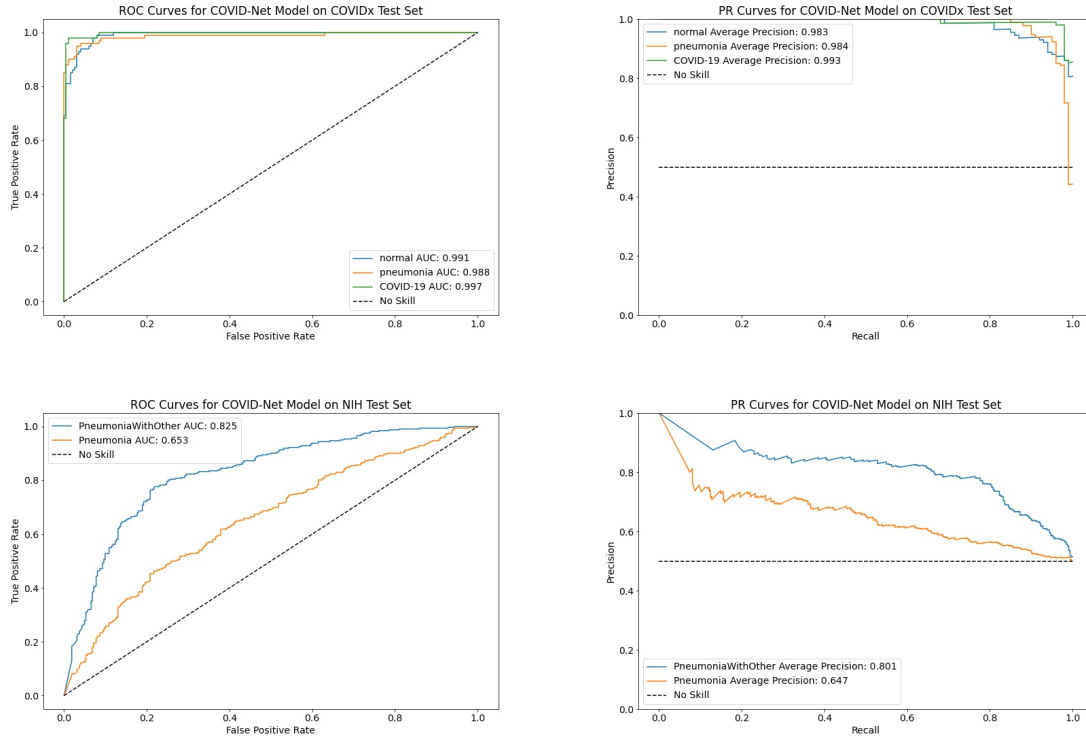 ROC Curves for COVID-Net Model on COVIDx Test Set
1.0
0.8
0.6
0.4
0.2
0.0
True Positive Rate
normal AUC: 0.991
pneumonia AUC: 0.988
COVID-19 AUC: 0.997
No Skill
0.0 0.2 0.4 0.6 0.8 1.0
False Positive Rate
PR Curves for COVID-Net Model on COVIDx Test Set
1.0
0.8
0.6
0.4
0.2
0.0
Precision
normal Average Precision: 0.983
pneumonia Average Precision: 0.984
COVID-19 Average Precision: 0.993
No Skill
0.0 0.2 0.4 0.6 0.8 1.0
Recall
ROC Curves for COVID-Net Model on NIH Test Set
1.0
0.8
0.6
0.4
0.2
0.0
True Positive Rate
PneumoniaWithOther AUC: 0.825
Pneumonia AUC: 0.653
No Skill
0.0 0.2 0.4 0.6 0.8 1.0
False Positive Rate
PR Curves for COVID-Net Model on NIH Test Set
1.0
0.8
0.6
0.4
0.2
0.0
Precision
PneumoniaWithOther Average Precision: 0.801
Pneumonia Average Precision: 0.647
No Skill
0.0 0.2 0.4 0.6 0.8 1.0
Recall